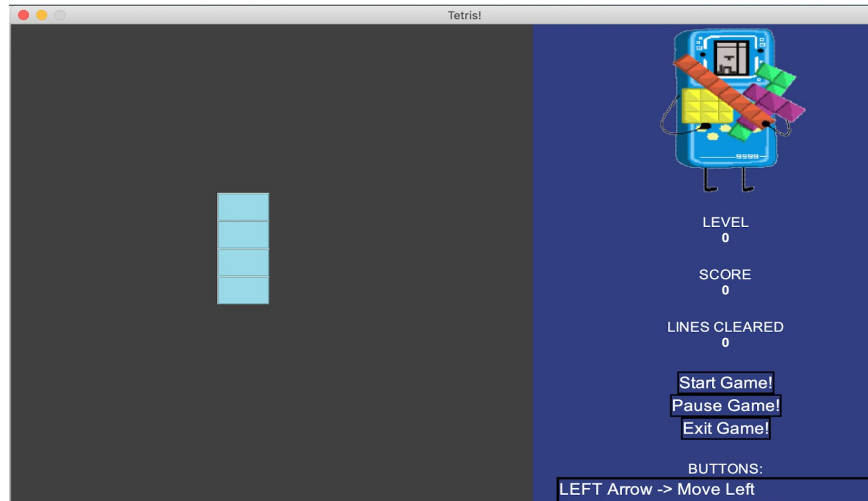 Tetris!
9999
LEVEL
0
SCORE
0
LINES CLEARED
0
Start Game!
Pause Game!
Exit Game!
BUTTONS:
LEFT Arrow -> Move Left